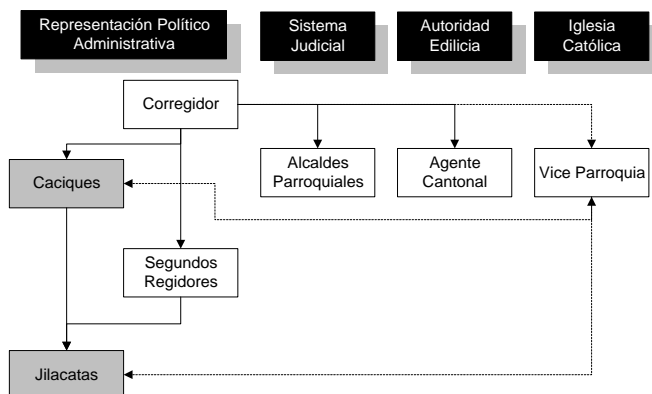 Representación Político
Administrativa
Sistema
Judicial
Autoridad
Edilicia
Iglesia
Católica
Corregidor
Alcaldes
Parroquiales
Agente
Cantonal
Vice Parroquia
Caciques
Segundos
Regidores
Jilacatas